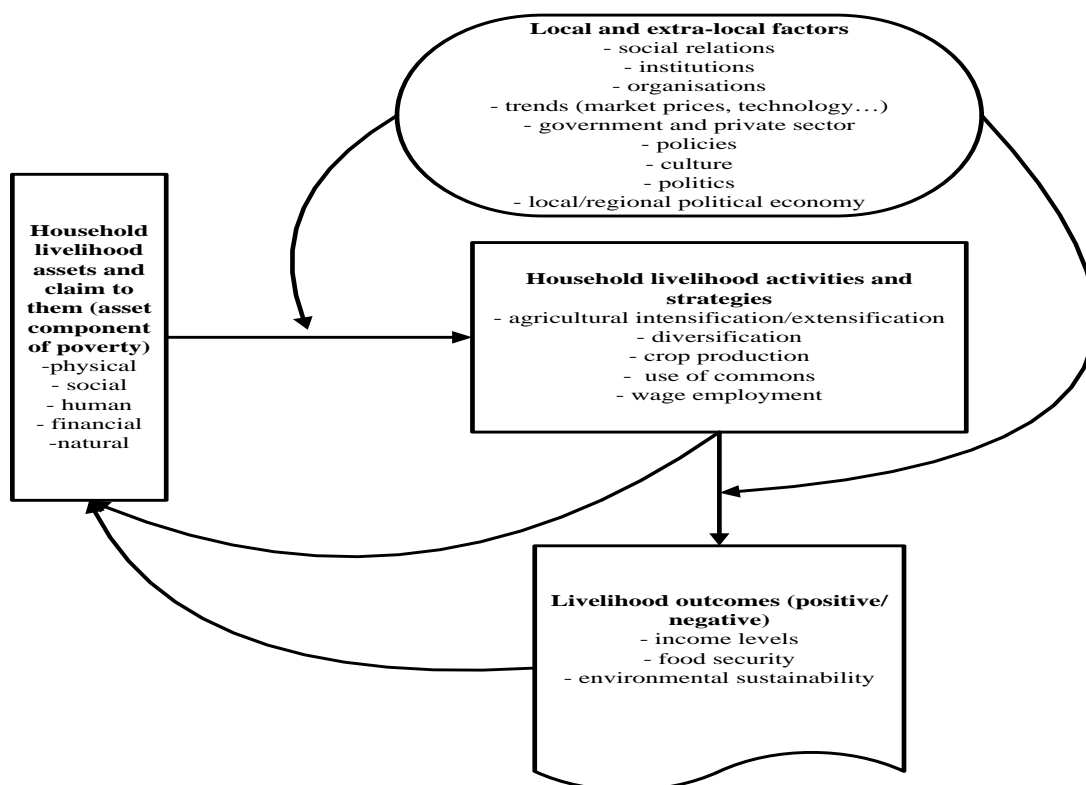 Local and extra-local factors
- social relations
- institutions
- organisations
- trends (market prices, technology…)
- government and private sector
- policies
- culture
- politics
- local/regional political economy
Household
livelihood
assets and
claim to
them (asset
component
of poverty)
-physical
- social
- human
- financial
-natural
Household livelihood activities and
strategies
- agricultural intensification/extensification
- diversification
- crop production
- use of commons
- wage employment
Livelihood outcomes (positive/
negative)
- income levels
- food security
- environmental sustainability